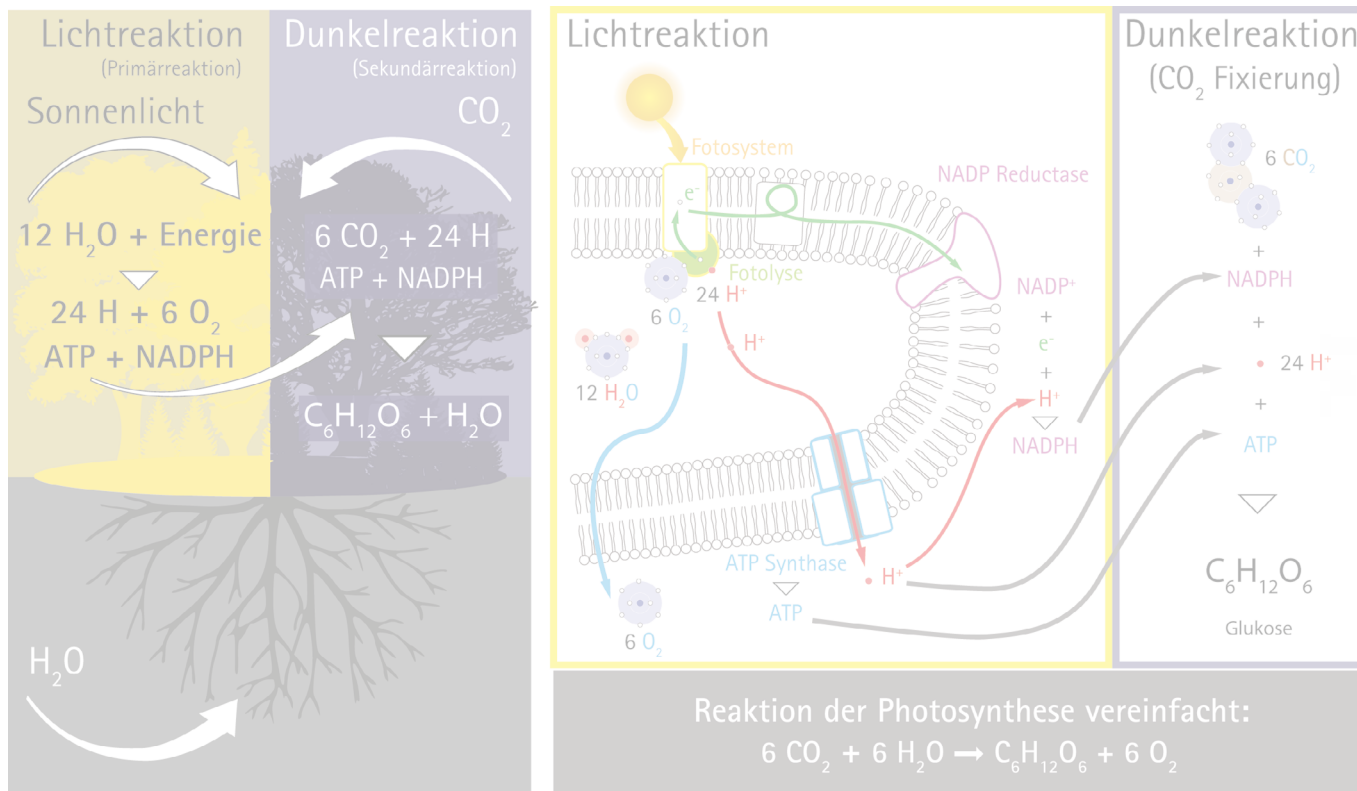 Lichtreaktion
(Primärreaktion)
Sonnenlicht
12 H₂O + Energie
24 H + 6 O₂
ATP + NADPH
Dunkelreaktion
(Sekundärreaktion)
CO₂
6 CO₂ + 24 H
ATP + NADPH
C₆H₁₂O₆ + H₂O
H₂O
Lichtreaktion
Fotosystem
e⁻
Fotolyse
24 H⁺
6 O₂
H⁺
12 H₂O
NADP Reductase
NADP⁺
+
e⁻
+
H⁺
NADPH
ATP Synthase
ATP
H⁺
6 O₂
Dunkelreaktion
(CO₂ Fixierung)
6 CO₂
+
NADPH
+
24 H⁺
+
ATP
C₆H₁₂O₆
Glukose
Reaktion der Photosynthese vereinfacht:
6 CO₂ + 6 H₂O → C₆H₁₂O₆ + 6 O₂